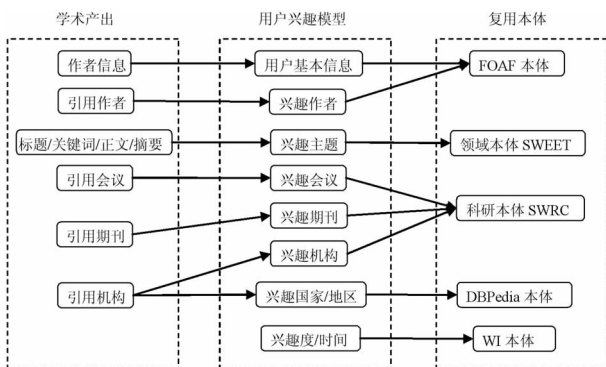 学术产出 用户兴趣模型 复用本体
作者信息 用户基本信息 FOAF 本体
引用作者 兴趣作者
标题/关键词/正文/摘要 兴趣主题 领域本体 SWEET
引用会议 兴趣会议
引用期刊 兴趣期刊 科研本体 SWRC
兴趣机构
引用机构 兴趣国家/地区 DBPedia 本体
兴趣度/时间 WI 本体